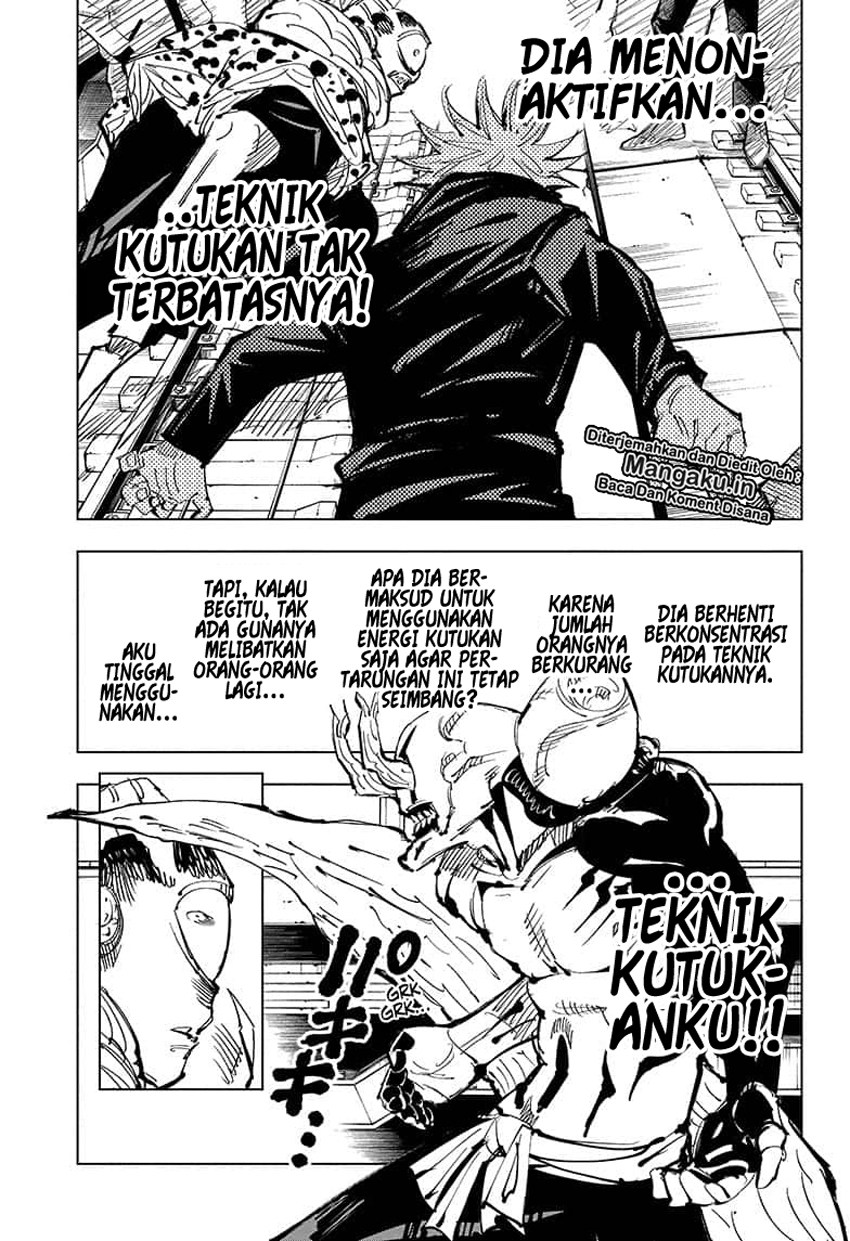 DIA MENON-
AKTIFKAN...
..TEKNIK
KUTUKAN TAK
TERBATASNYA!
Diterjemahkan dan Diedit Oleh:
Mangaku.in
Baca Dan Koment Disana
DIA BERHENTI
BERKONSENTRASI
PADA TEKNIK
KUTUKANNYA.
KARENA
JUMLAH
ORANGNYA
BERKURANG
...
APA DIA BER-
MAKSUD UNTUK
MENGGUNAKAN
ENERGI KUTUKAN
SAJA AGAR PER-
TARUNGAN INI TETAP
SEIMBANG?
TAPI, KALAU
BEGITU, TAK
ADA GUNANYA
MELIBATKAN
ORANG-ORANG
LAGI...
AKU
TINGGAL
MENGGU-
NAKAN...
...
TEKNIK
KUTUK-
ANKU!!
パキキ…
GRK
GRK...